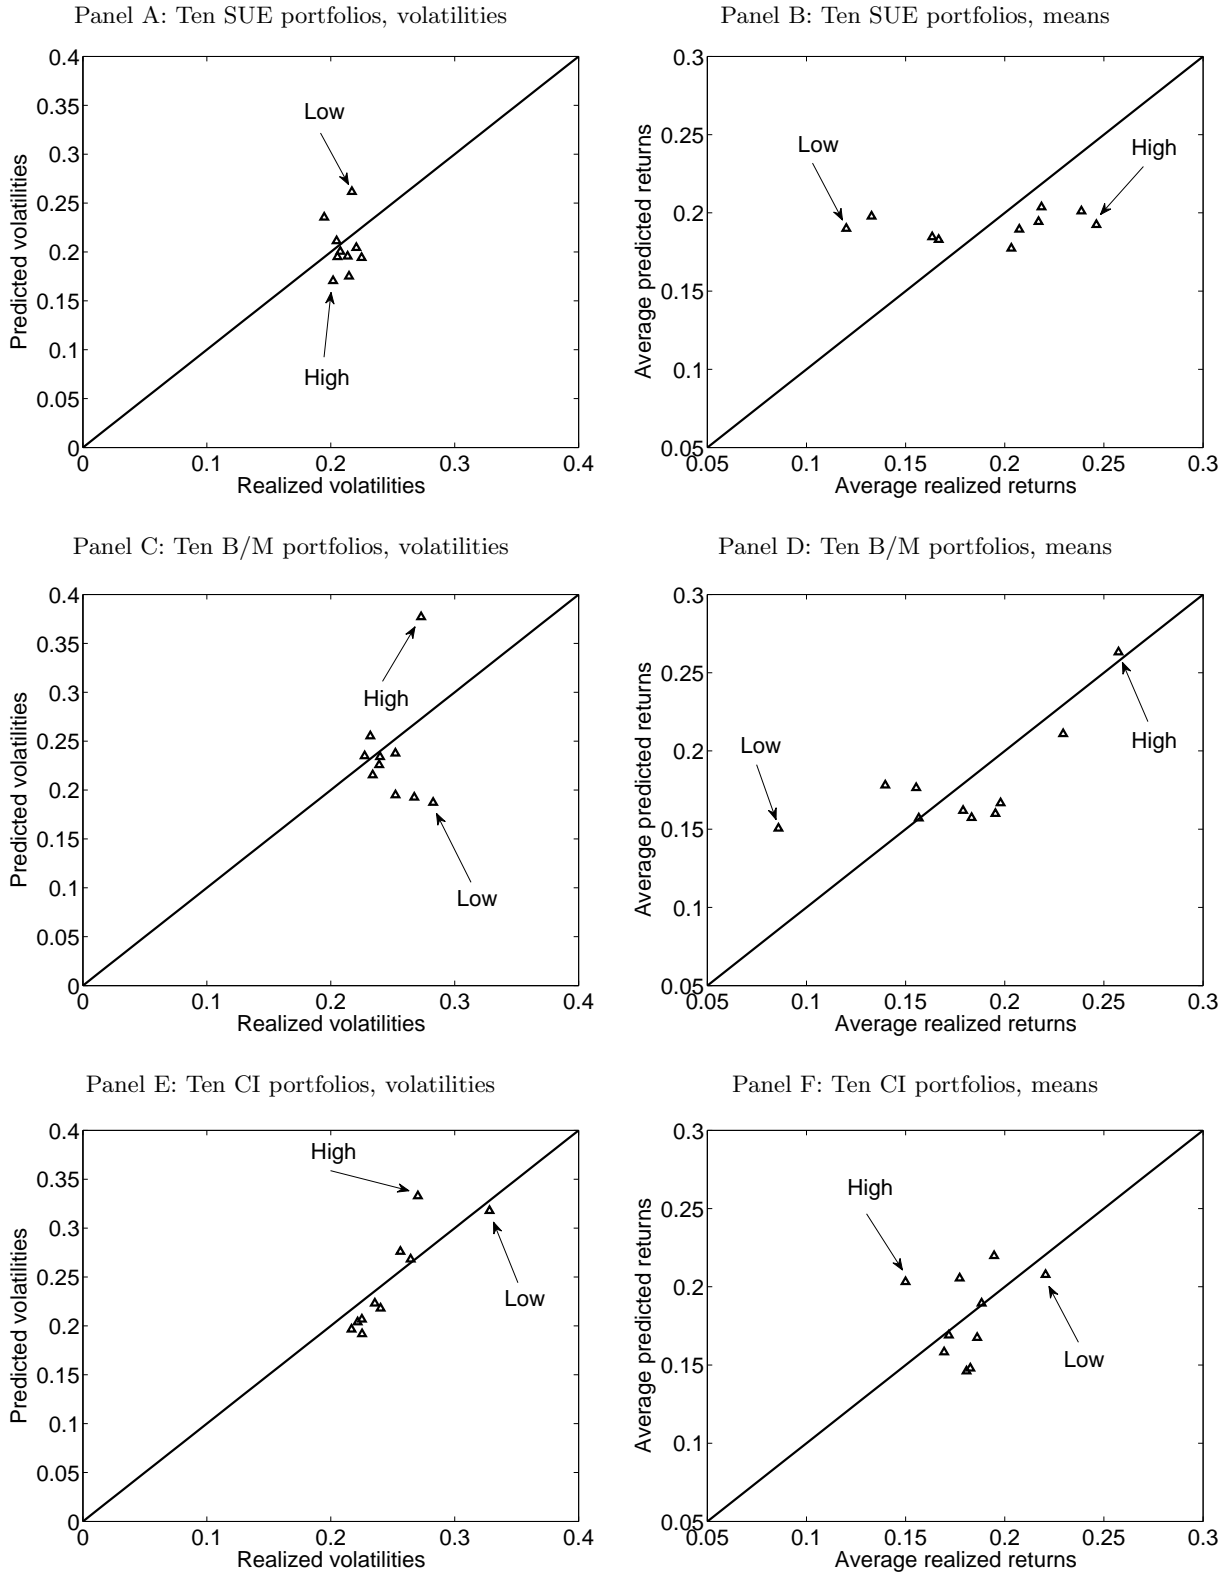 Panel A: Ten SUE portfolios, volatilities
0.4
0.35
0.3
0.25
0.2
0.15
0.1
0.05
0
0
0.1
0.2
0.3
0.4
Predicted volatilities
Realized volatilities
Low
High
Panel B: Ten SUE portfolios, means
0.3
0.25
0.2
0.15
0.1
0.05
0.05
0.1
0.15
0.2
0.25
0.3
Average predicted returns
Average realized returns
Low
High
Panel C: Ten B/M portfolios, volatilities
0.4
0.35
0.3
0.25
0.2
0.15
0.1
0.05
0
0
0.1
0.2
0.3
0.4
Predicted volatilities
Realized volatilities
High
Low
Panel D: Ten B/M portfolios, means
0.3
0.25
0.2
0.15
0.1
0.05
0.05
0.1
0.15
0.2
0.25
0.3
Average predicted returns
Average realized returns
Low
High
Panel E: Ten CI portfolios, volatilities
0.4
0.35
0.3
0.25
0.2
0.15
0.1
0.05
0
0
0.1
0.2
0.3
0.4
Predicted volatilities
Realized volatilities
High
Low
Panel F: Ten CI portfolios, means
0.3
0.25
0.2
0.15
0.1
0.05
0.05
0.1
0.15
0.2
0.25
0.3
Average predicted returns
Average realized returns
High
Low